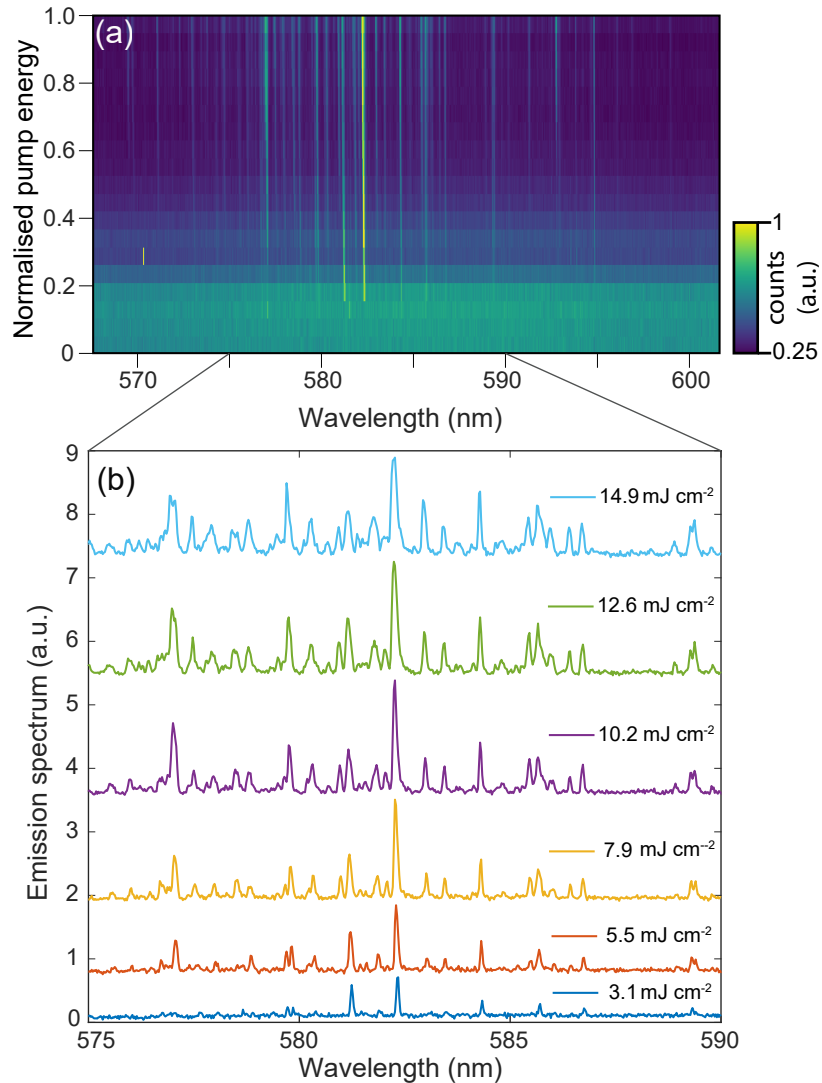 (a)
Normalised pump energy
1.0
0.8
0.6
0.4
0.2
0
570
580
590
600
Wavelength (nm)
1
counts
(a.u.)
0.25
(b)
Emission spectrum (a.u.)
9
8
7
6
5
4
3
2
1
0
14.9 mJ cm⁻²
12.6 mJ cm⁻²
10.2 mJ cm⁻²
7.9 mJ cm⁻⁻²
5.5 mJ cm⁻²
3.1 mJ cm⁻²
575
580
585
590
Wavelength (nm)